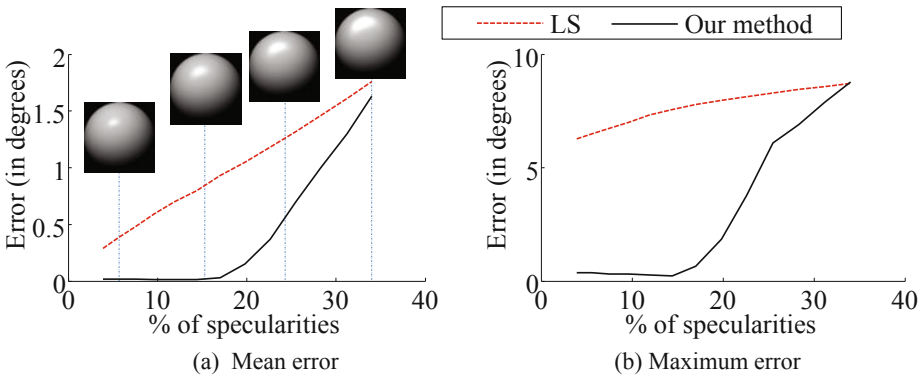 LS
Our method
2
1.5
1
0.5
0
0
10
20
30
40
Error (in degrees)
% of specularities
(a) Mean error
10
5
0
0
10
20
30
40
Error (in degrees)
% of specularities
(b) Maximum error